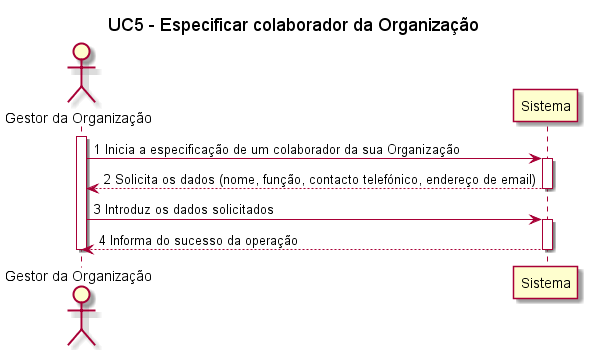 UC5 - Especificar colaborador da Organização
Gestor da Organização
Sistema
1 Inicia a especificação de um colaborador da sua Organização
2 Solicita os dados (nome, função, contacto telefónico, endereço de email)
3 Introduz os dados solicitados
4 Informa do sucesso da operação
Gestor da Organização
Sistema